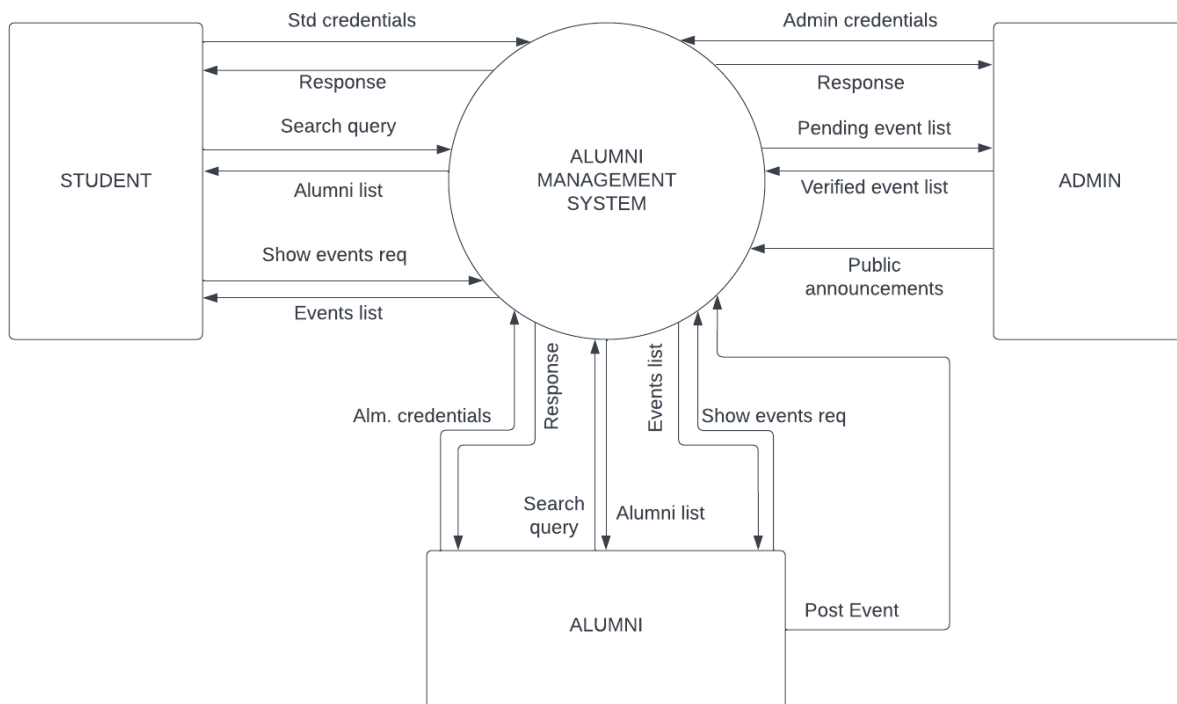 Std credentials
Response
Search query
STUDENT
Alumni list
Show events req
Events list
ALUMNI
MANAGEMENT
SYSTEM
Admin credentials
Response
Pending event list
Verified event list
ADMIN
Public
announcements
Alm. credentials
Response
Search
query
Alumni list
Events list
Show events req
ALUMNI
Post Event